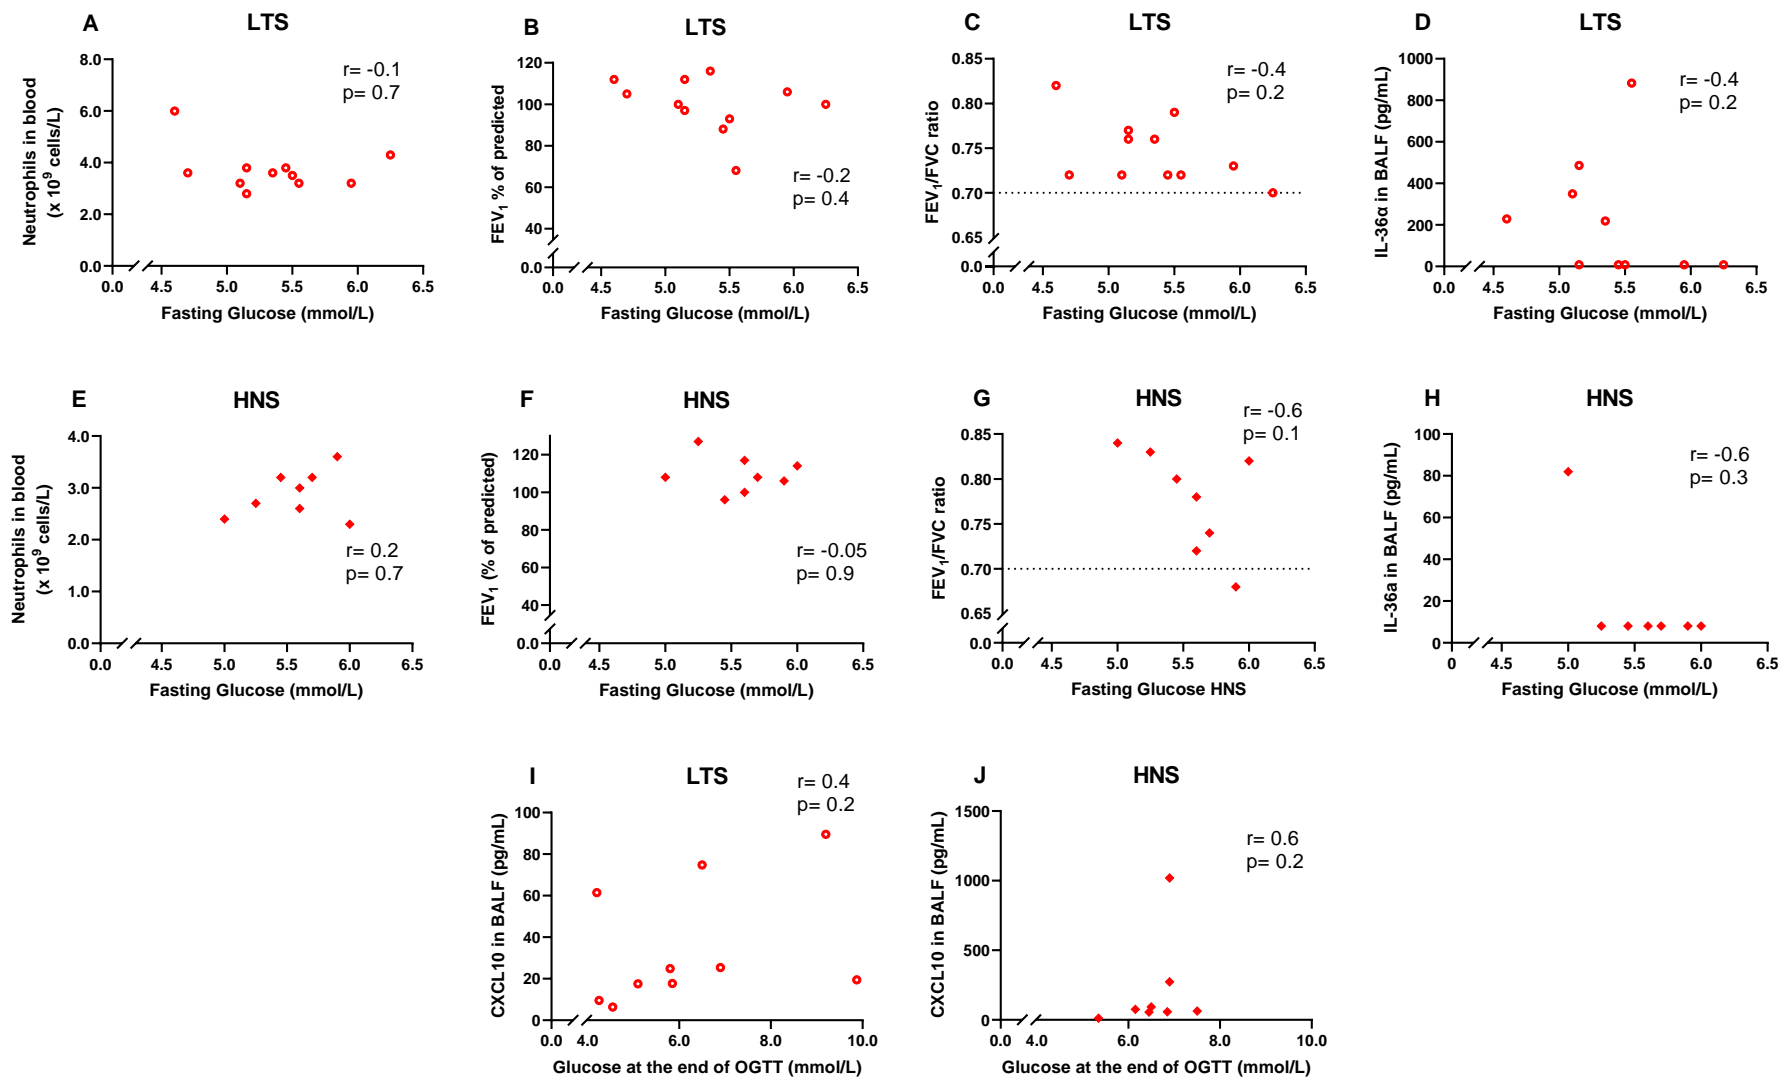 A
LTS
r= -0.1
p= 0.7
Neutrophils in blood
(x 10⁹ cells/L)
8.0
6.0
4.0
2.0
0.0
0.0 4.5 5.0 5.5 6.0 6.5
Fasting Glucose (mmol/L)
B
LTS
r= -0.2
p= 0.4
FEV₁ % of predicted
120
100
80
60
40
0.0
0.0 4.5 5.0 5.5 6.0 6.5
Fasting Glucose (mmol/L)
C
LTS
r= -0.4
p= 0.2
FEV₁/FVC ratio
0.85
0.80
0.75
0.70
0.65
0.0
0.0 4.5 5.0 5.5 6.0 6.5
Fasting Glucose (mmol/L)
D
LTS
r= -0.4
p= 0.2
IL-36α in BALF (pg/mL)
1000
800
600
400
200
0
0.0 4.5 5.0 5.5 6.0 6.5
Fasting Glucose (mmol/L)
E
HNS
r= 0.2
p= 0.7
Neutrophils in blood
(x 10⁹ cells/L)
4.0
3.0
2.0
1.0
0.0
0.0 5.0 5.5 6.0 6.5
Fasting Glucose (mmol/L)
F
HNS
r= -0.05
p= 0.9
FEV₁ (% of predicted)
120
100
80
60
40
0.0
0.0 4.5 5.0 5.5 6.0 6.5
Fasting Glucose (mmol/L)
G
HNS
r= -0.6
p= 0.1
FEV₁/FVC ratio
0.85
0.80
0.75
0.70
0.65
0.0
0.0 4.5 5.0 5.5 6.0 6.5
Fasting Glucose HNS
H
HNS
r= -0.6
p= 0.3
IL-36a in BALF (pg/mL)
100
80
60
40
20
0
0 4.5 5.0 5.5 6.0 6.5
Fasting Glucose (mmol/L)
I
LTS
r= 0.4
p= 0.2
CXCL10 in BALF (pg/mL)
100
80
60
40
20
0
0.0 4.0 6.0 8.0 10.0
Glucose at the end of OGTT (mmol/L)
J
HNS
r= 0.6
p= 0.2
CXCL10 in BALF (pg/mL)
1500
1000
500
0
0.0 4.0 6.0 8.0 10.0
Glucose at the end of OGTT (mmol/L)